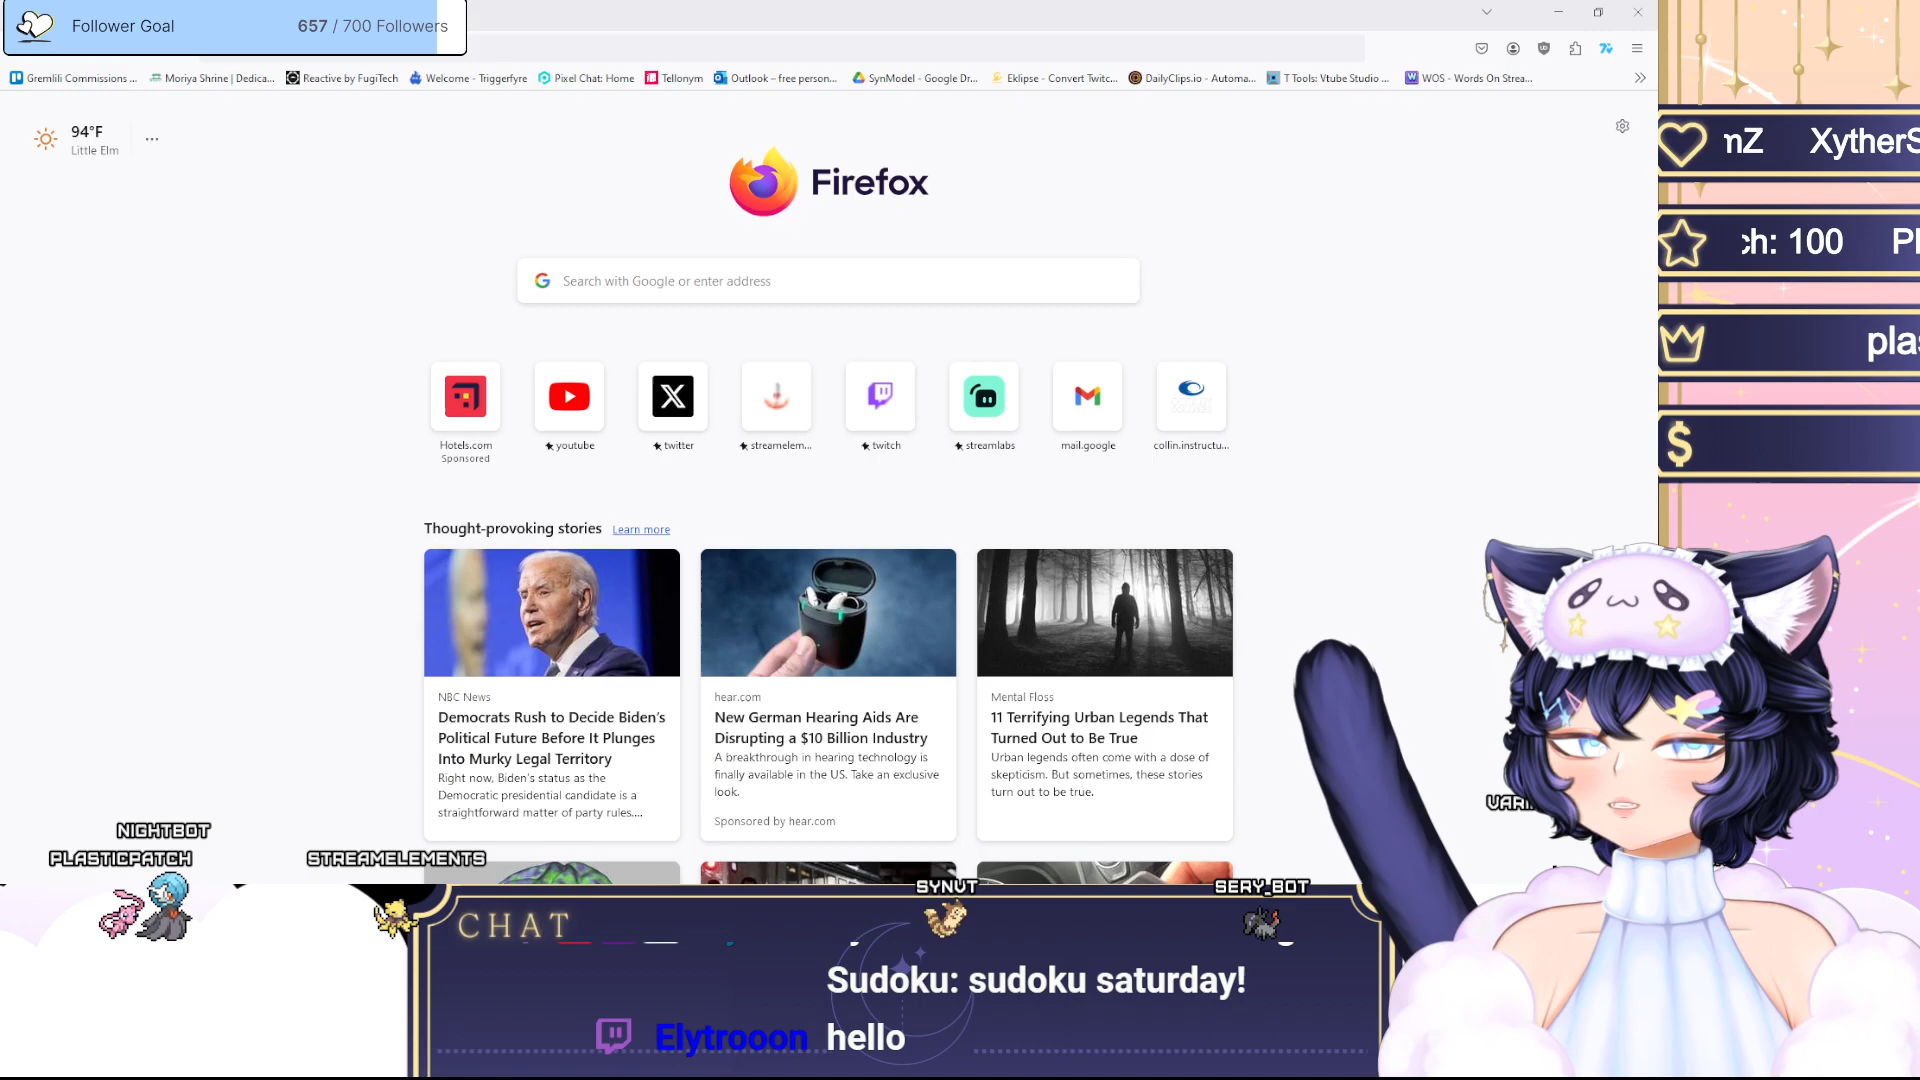 Follower Goal 657 / 700 Followers
Gremlili Commissions ... Moriya Shrine | Dedica... Reactive by FugiTech Welcome - Triggerfyre Pixel Chat: Home Tellonym Outlook – free person... SynModel - Google Dr... Eklipse - Convert Twitc... DailyClips.io - Automa... T Tools: Vtube Studio ... WOS - Words On Strea...
94°F
Little Elm
Firefox
Search with Google or enter address
Hotels.com
Sponsored
youtube
twitter
streamelem...
twitch
streamlabs
mail.google
collin.instructu...
Thought-provoking stories Learn more
NBC News
Democrats Rush to Decide Biden's
Political Future Before It Plunges
Into Murky Legal Territory
Right now, Biden's status as the
Democratic presidential candidate is a
straightforward matter of party rules....
hear.com
New German Hearing Aids Are
Disrupting a $10 Billion Industry
A breakthrough in hearing technology is
finally available in the US. Take an exclusive
look.
Sponsored by hear.com
Mental Floss
11 Terrifying Urban Legends That
Turned Out to Be True
Urban legends often come with a dose of
skepticism. But sometimes, these stories
turn out to be true.
nZ XytherS
ch: 100 Pl
plas
$
VARI
NIGHTBOT
PLASTICPATCH
STREAMELEMENTS
SYNVT
SERY_BOT
CHAT
Sudoku: sudoku saturday!
Elytrooon hello